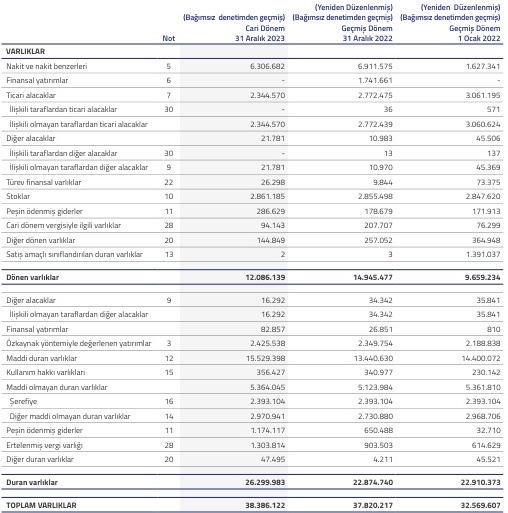 (Yeniden Düzenlenmiş) (Yeniden Düzenlenmiş)
(Bağımsız denetimden geçmiş) (Bağımsız denetimden geçmiş) (Bağımsız denetimden geçmiş)
Cari Dönem Geçmiş Dönem Geçmiş Dönem
Not 31 Aralık 2023 31 Aralık 2022 1 Ocak 2022
VARLIKLAR
Nakit ve nakit benzerleri 5 6.306.682 6.911.575 1.627.341
Finansal yatırımlar 6 - 1.741.661 -
Ticari alacaklar 7 2.344.570 2.772.475 3.061.195
İlişkili taraflardan ticari alacaklar 30 - 36 571
İlişkili olmayan taraflardan ticari alacaklar 2.344.570 2.772.439 3.060.624
Diğer alacaklar 21.781 10.983 45.506
İlişkili taraflardan diğer alacaklar 30 - 13 137
İlişkili olmayan taraflardan diğer alacaklar 9 21.781 10.970 45.369
Türev finansal varlıklar 22 26.298 9.844 73.375
Stoklar 10 2.861.185 2.855.498 2.847.620
Peşin ödenmiş giderler 11 286.629 178.679 171.913
Cari dönem vergisiyle ilgili varlıklar 28 94.143 207.707 76.299
Diğer dönen varlıklar 20 144.849 257.052 364.948
Satış amaçlı sınıflandırılan duran varlıklar 13 2 3 1.391.037
Dönen varlıklar 12.086.139 14.945.477 9.659.234
Diğer alacaklar 9 16.292 34.342 35.841
İlişkili olmayan taraflardan diğer alacaklar 16.292 34.342 35.841
Finansal yatırımlar 82.857 26.851 810
Özkaynak yöntemiyle değerlenen yatırımlar 3 2.425.538 2.349.754 2.188.838
Maddi duran varlıklar 12 15.529.398 13.440.630 14.400.072
Kullanım hakkı varlıkları 15 356.427 340.977 230.142
Maddi olmayan duran varlıklar 5.364.045 5.123.984 5.361.810
Şerefiye 16 2.393.104 2.393.104 2.393.104
Diğer maddi olmayan duran varlıklar 14 2.970.941 2.730.880 2.968.706
Peşin ödenmiş giderler 11 1.174.117 650.488 32.710
Ertelenmiş vergi varlığı 28 1.303.814 903.503 614.629
Diğer duran varlıklar 20 47.495 4.211 45.521
Duran varlıklar 26.299.983 22.874.740 22.910.373
TOPLAM VARLIKLAR 38.386.122 37.820.217 32.569.607